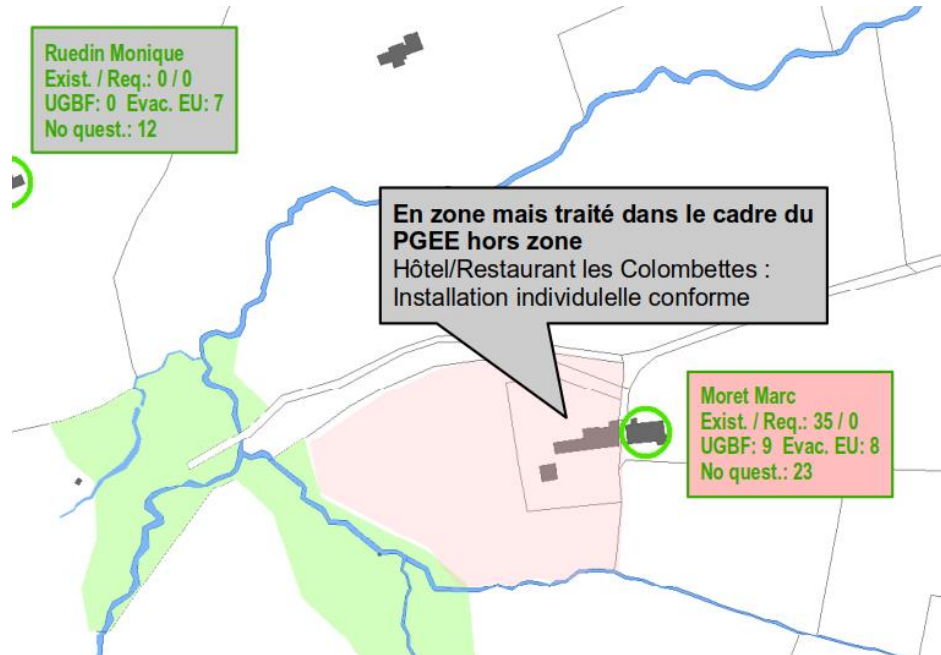 Ruedin Monique
Exist. / Req.: 0 / 0
UGBF: 0 Evac. EU: 7
No quest.: 12
En zone mais traité dans le cadre du
PGEE hors zone
Hôtel/Restaurant les Colombettes :
Installation individulelle conforme
Moret Marc
Exist. / Req.: 35 / 0
UGBF: 9 Evac. EU: 8
No quest.: 23